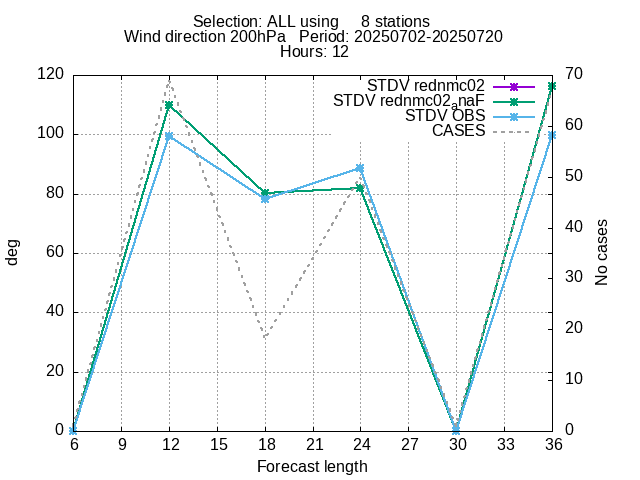 Selection: ALL using 8 stations
Wind direction 200hPa Period: 20250702-20250720
Hours: 12
STDV rednmc02
STDV rednmc02anaF
STDV OBS
CASES
deg
No cases
120
100
80
60
40
20
0
70
60
50
40
30
20
10
0
6 9 12 15 18 21 24 27 30 33 36
Forecast length